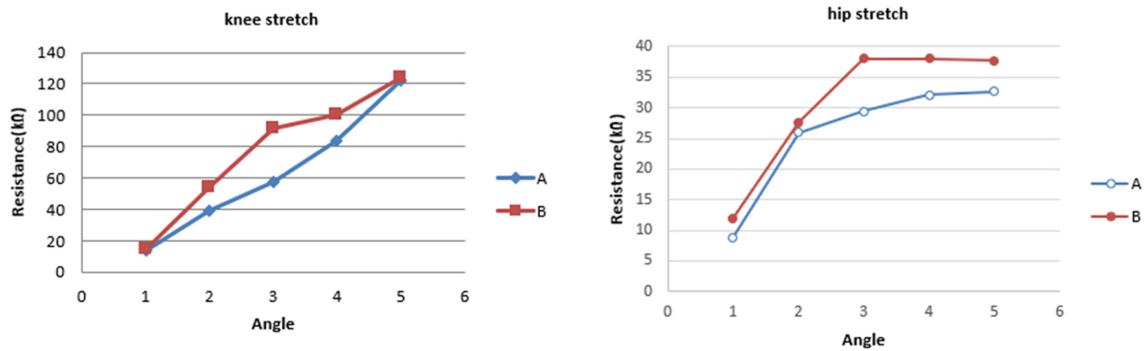 knee stretch
140
120
100
80
60
40
20
0
0 1 2 3 4 5 6
Resistance(kΩ)
Angle
A
B
hip stretch
40
35
30
25
20
15
10
5
0
0 1 2 3 4 5 6
Resistance(kΩ)
Angle
A
B